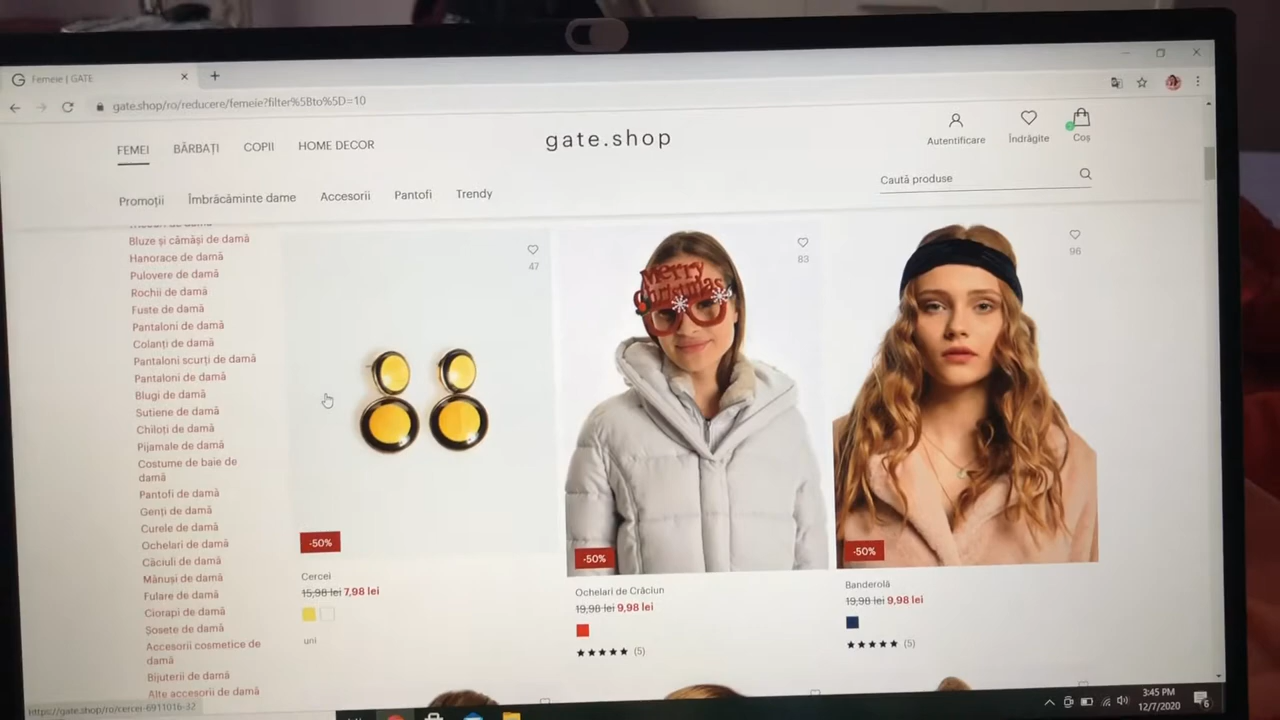 Femeie | GATE
gate.shop/ro/reducere/femeie?filter%5Bto%5D=10
FEMEI
BĂRBAȚI
COPII
HOME DECOR
gate.shop
Autentificare
Îndrăgite
Coș
Promoții
Îmbrăcăminte dame
Accesorii
Pantofi
Trendy
Caută produse
Bluze și cămăși de damă
Hanorace de damă
Pulovere de damă
Rochii de damă
Fuste de damă
Pantaloni de damă
Colanți de damă
Pantaloni scurți de damă
Pantaloni de damă
Blugi de damă
Sutiene de damă
Chiloți de damă
Pijamale de damă
Costume de baie de
damă
Pantofi de damă
Genți de damă
Curele de damă
Ochelari de damă
Căciuli de damă
Mănuși de damă
Fulare de damă
Ciorapi de damă
Șosete de damă
Accesorii cosmetice de
damă
Bijuterii de damă
Alte accesorii de damă
47
-50%
Cercei
15,98 lei 7,98 lei
uni
83
Merry
Christmas
-50%
Ochelari de Crăciun
19,98 lei 9,98 lei
(5)
96
-50%
Banderolă
19,98 lei 9,98 lei
(5)
https://gate.shop/ro/cercei-6911016-32
3:45 PM
12/7/2020
6